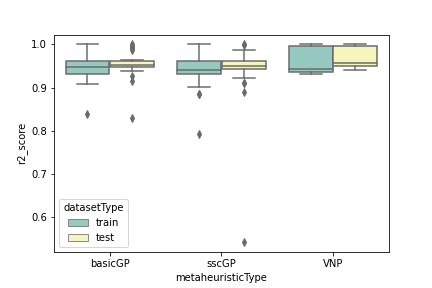 1.0
0.9
0.8
0.7
0.6
r2_score
datasetType
train
test
basicGP
sscGP
VNP
metaheuristicType